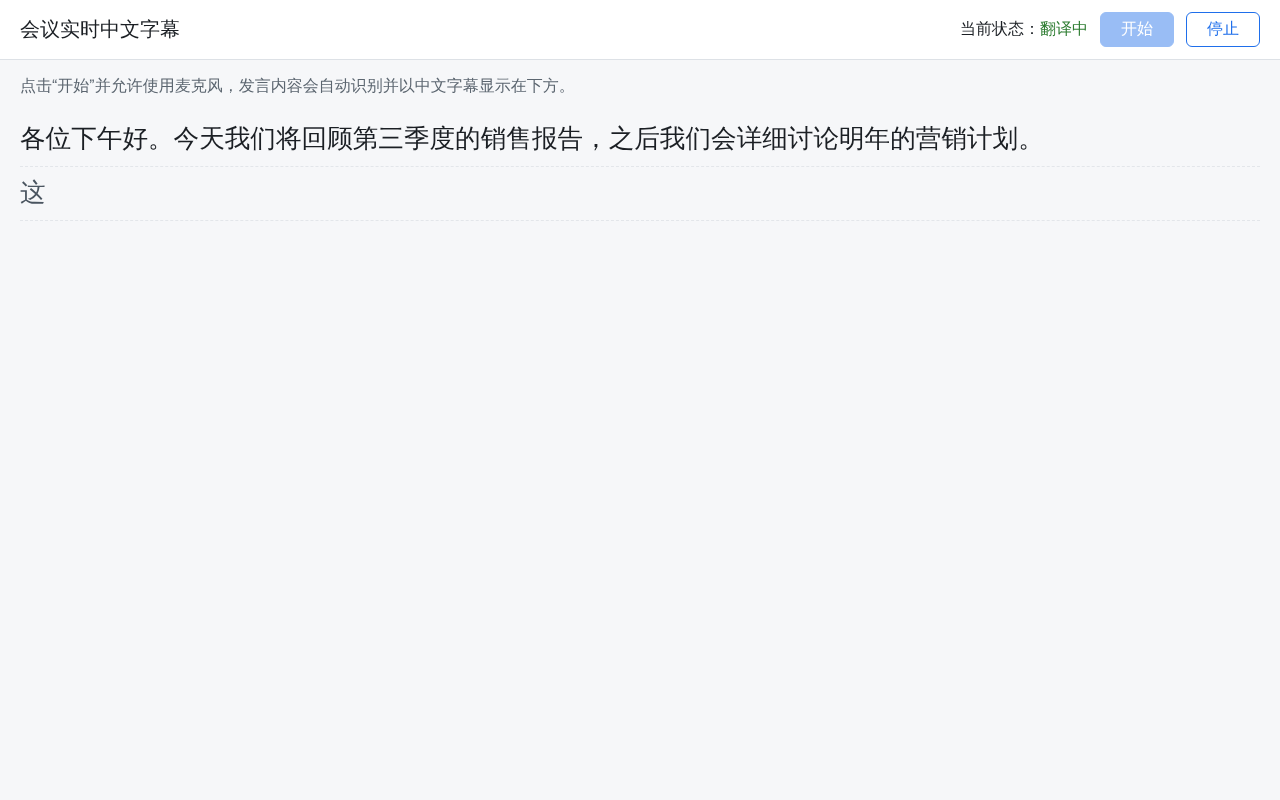 会议实时中文字幕
当前状态：翻译中
开始
停止
点击“开始”并允许使用麦克风，发言内容会自动识别并以中文字幕显示在下方。
各位下午好。今天我们将回顾第三季度的销售报告，之后我们会详细讨论明年的营销计划。
这